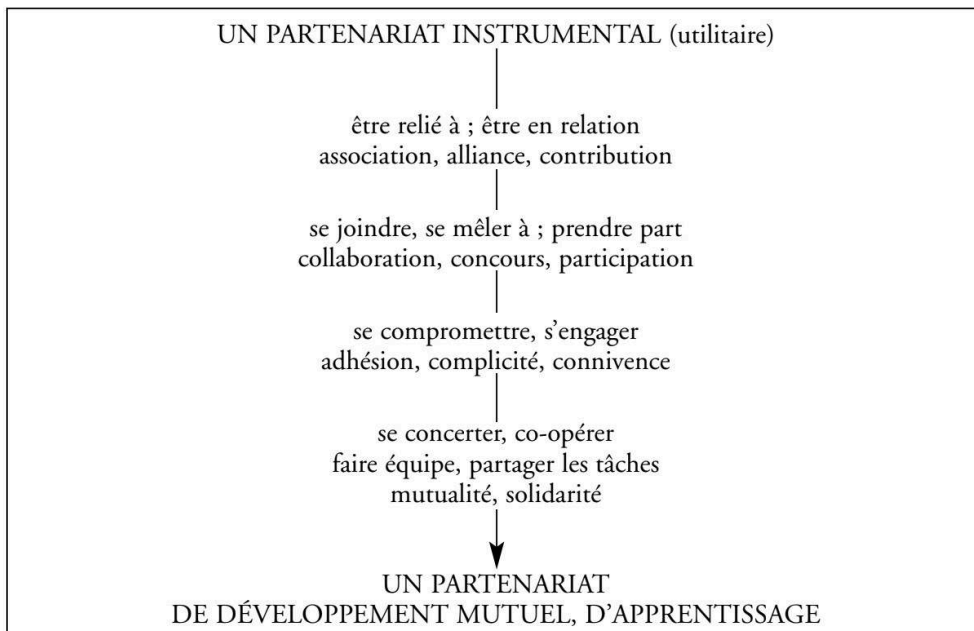 UN PARTENARIAT INSTRUMENTAL (utilitaire)
être relié à ; être en relation
association, alliance, contribution
se joindre, se mêler à ; prendre part
collaboration, concours, participation
se compromettre, s’engager
adhésion, complicité, connivence
se concerter, co-opérer
faire équipe, partager les tâches
mutualité, solidarité
UN PARTENARIAT
DE DÉVELOPPEMENT MUTUEL, D'APPRENTISSAGE